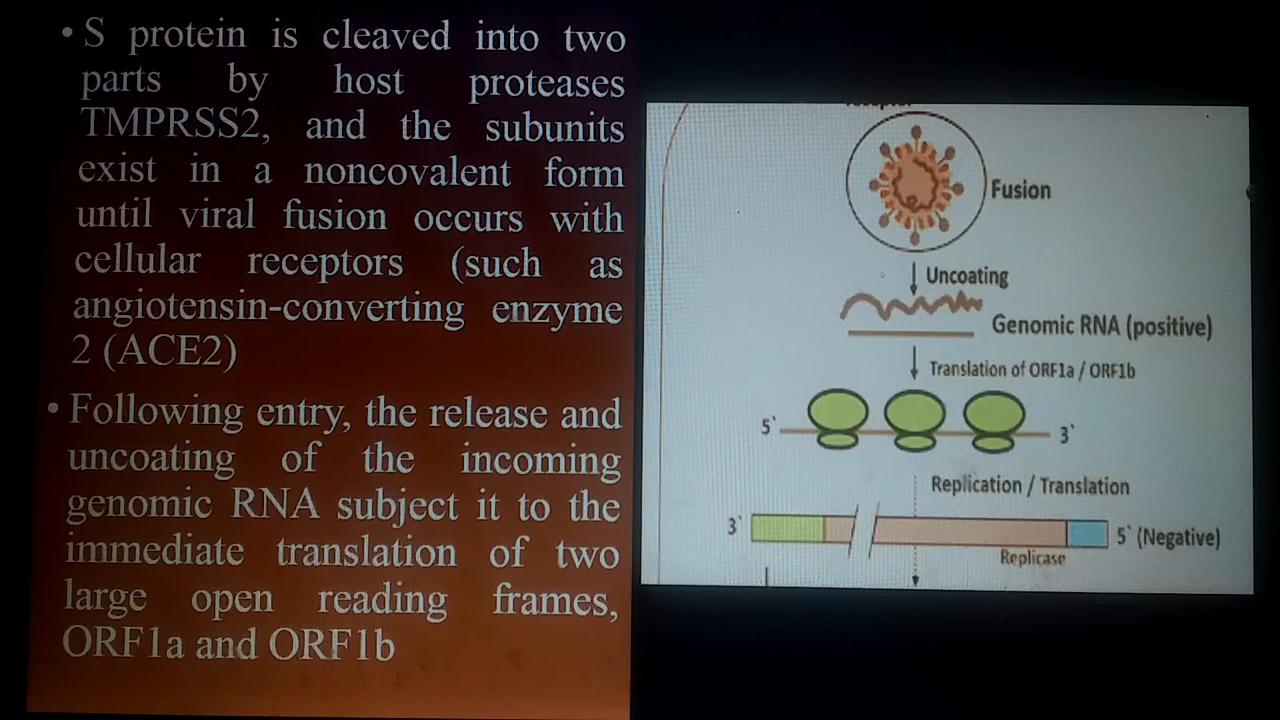 • S protein is cleaved into two
parts by host proteases
TMPRSS2, and the subunits
exist in a noncovalent form
until viral fusion occurs with
cellular receptors (such as
angiotensin-converting enzyme
2 (ACE2)
• Following entry, the release and
uncoating of the incoming
genomic RNA subject it to the
immediate translation of two
large open reading frames,
ORF1a and ORF1b
Fusion
Uncoating
Genomic RNA (positive)
Translation of ORF1a / ORF1b
5` 3`
Replication / Translation
3` 5` (Negative)
Replicase